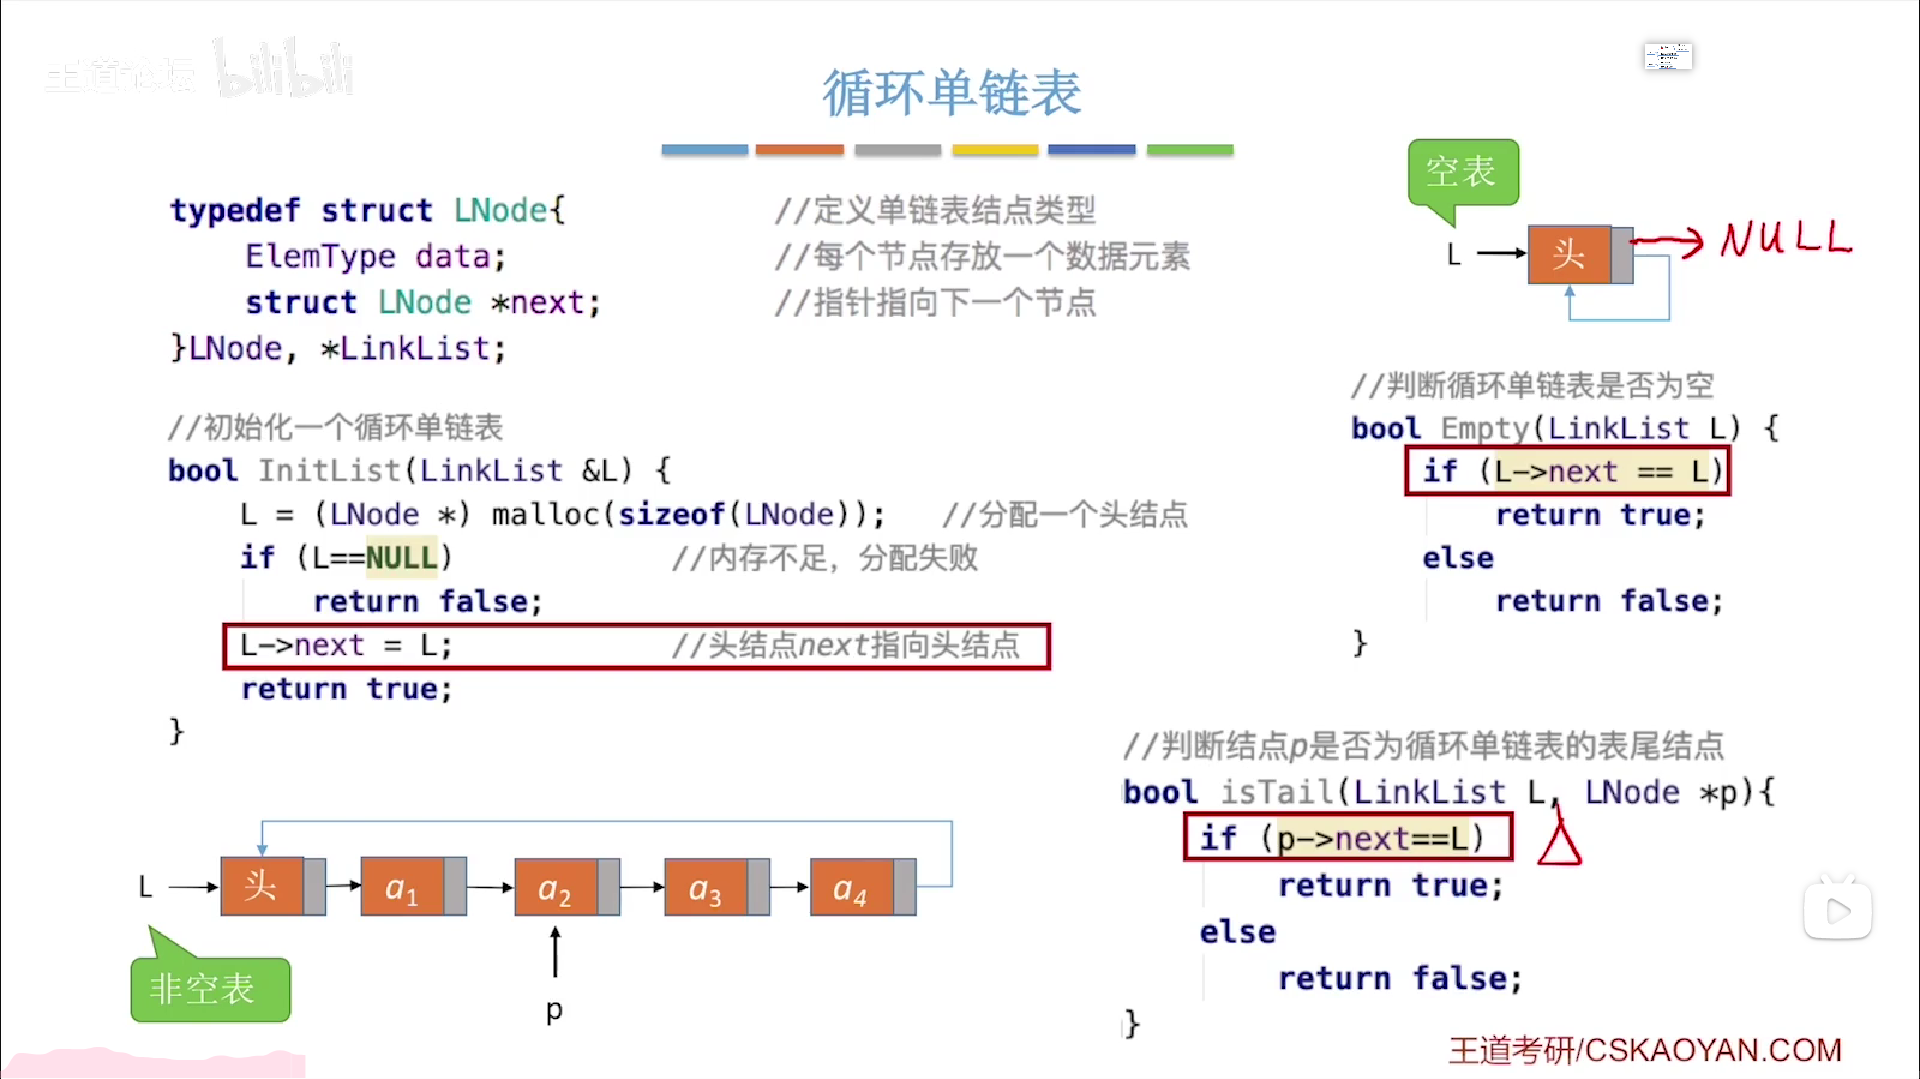 王道论坛 bilibili
循环单链表
typedef struct LNode{ //定义单链表结点类型
ElemType data; //每个节点存放一个数据元素
struct LNode *next; //指针指向下一个节点
}LNode, *LinkList;
//初始化一个循环单链表
bool InitList(LinkList &L) {
L = (LNode *) malloc(sizeof(LNode)); //分配一个头结点
if (L==NULL) //内存不足，分配失败
return false;
L->next = L; //头结点next指向头结点
return true;
}
L 头 a1 a2 a3 a4
非空表
p
空表
L 头 NULL
//判断循环单链表是否为空
bool Empty(LinkList L) {
if (L->next == L)
return true;
else
return false;
}
//判断结点p是否为循环单链表的表尾结点
bool isTail(LinkList L, LNode *p){
if (p->next==L)
return true;
else
return false;
}
王道考研/CSKAOYAN.COM